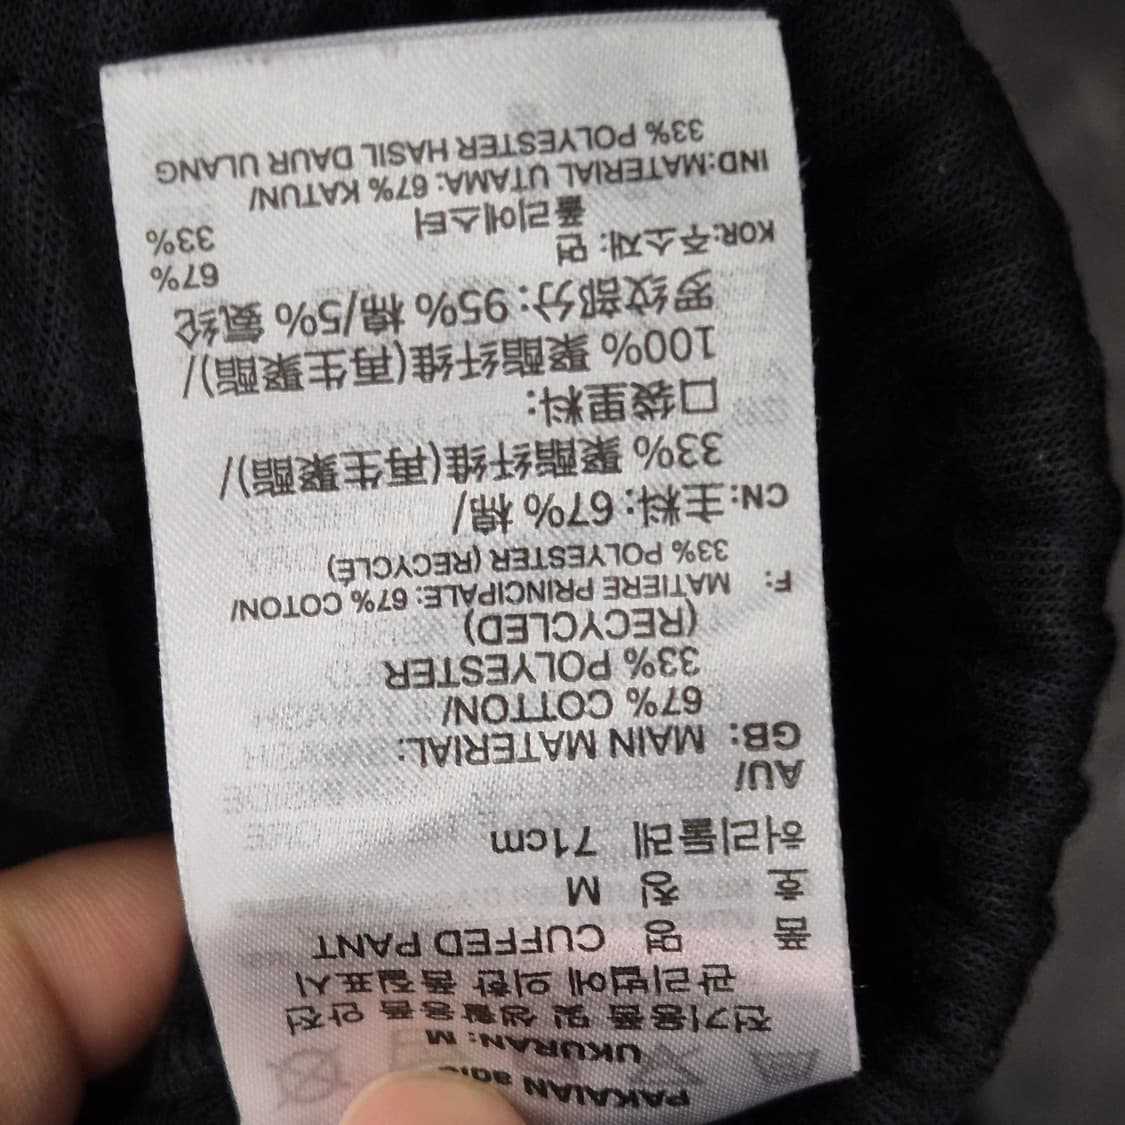 UKURAN: M
전기용품 및 생활용품 안전
관리법에 의한 품질표시
품 명 CUFFED PANT
호 칭 M
허리둘레 71cm
AU/
GB: MAIN MATERIAL:
67% COTTON/
33% POLYESTER
(RECYCLED)
F: MATIERE PRINCIPALE: 67% COTON/
33% POLYESTER (RECYCLÉ)
CN: 主料: 67% 棉/
33% 聚酯纤维(再生聚酯)/
口袋里料:
100% 聚酯纤维(再生聚酯)/
罗纹部分: 95% 棉/5% 氨纶
KOR:주소재: 면 67%
폴리에스터 33%
IND:MATERIAL UTAMA: 67% KATUN/
33% POLYESTER HASIL DAUR ULANG